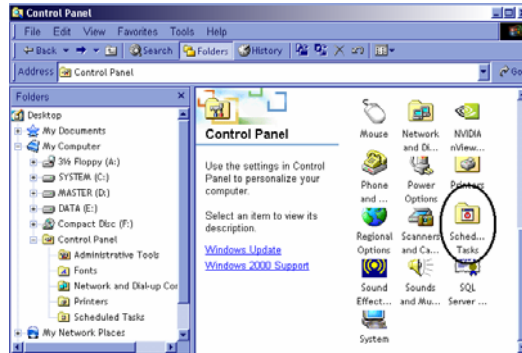 Control Panel
File Edit View Favorites Tools Help
Back Search Folders History
Address Control Panel Go
Folders
Desktop
My Documents
My Computer
3½ Floppy (A:)
SYSTEM (C:)
MASTER (D:)
DATA (E:)
Compact Disc (F:)
Control Panel
Administrative Tools
Fonts
Network and Dial-up Cor
Printers
Scheduled Tasks
My Network Places
Control Panel
Use the settings in Control
Panel to personalize your
computer.
Select an item to view its
description.
Windows Update
Windows 2000 Support
Mouse Network NVIDIA
and Di... nView...
Phone Power Printers
and ... Options
Regional Scanners Sched...
Options and Ca... Tasks
Sound Sounds SQL
Effect... and Mu... Server ...
System